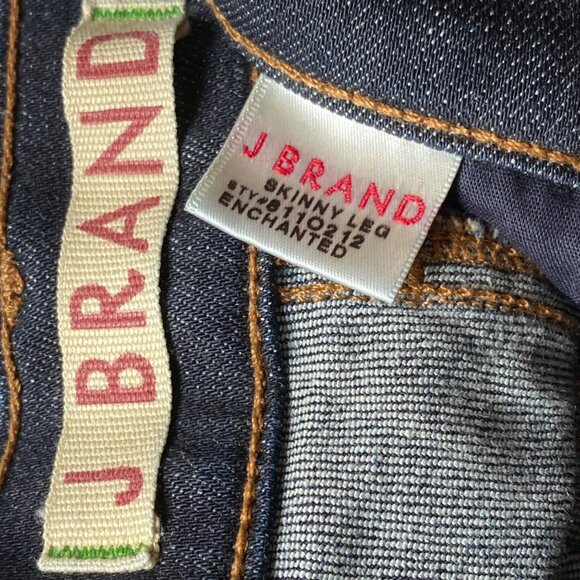 J BRAND
J BRAND
SKINNY LEG
STY#8110212
ENCHANTED